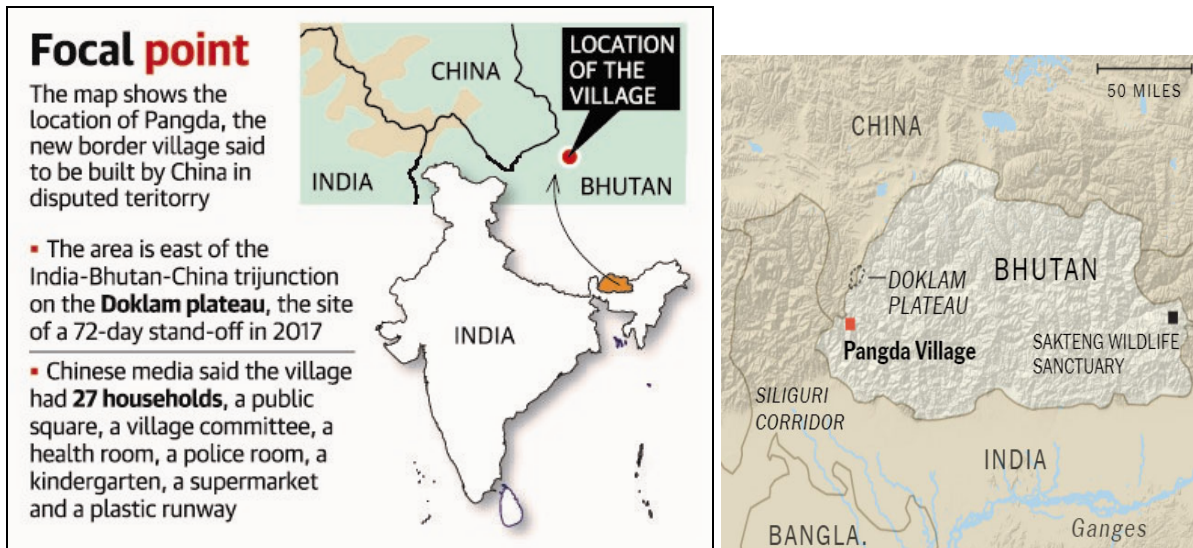 Focal point
The map shows the
location of Pangda, the
new border village said
to be built by China in
disputed teritorry
▪ The area is east of the
India-Bhutan-China trijunction
on the Doklam plateau, the site
of a 72-day stand-off in 2017
▪ Chinese media said the village
had 27 households, a public
square, a village committee, a
health room, a police room, a
kindergarten, a supermarket
and a plastic runway
CHINA
LOCATION
OF THE
VILLAGE
INDIA
BHUTAN
INDIA
50 MILES
CHINA
BHUTAN
DOKLAM
PLATEAU
Pangda Village
SAKTENG WILDLIFE
SANCTUARY
SILIGURI
CORRIDOR
INDIA
BANGLA.
Ganges